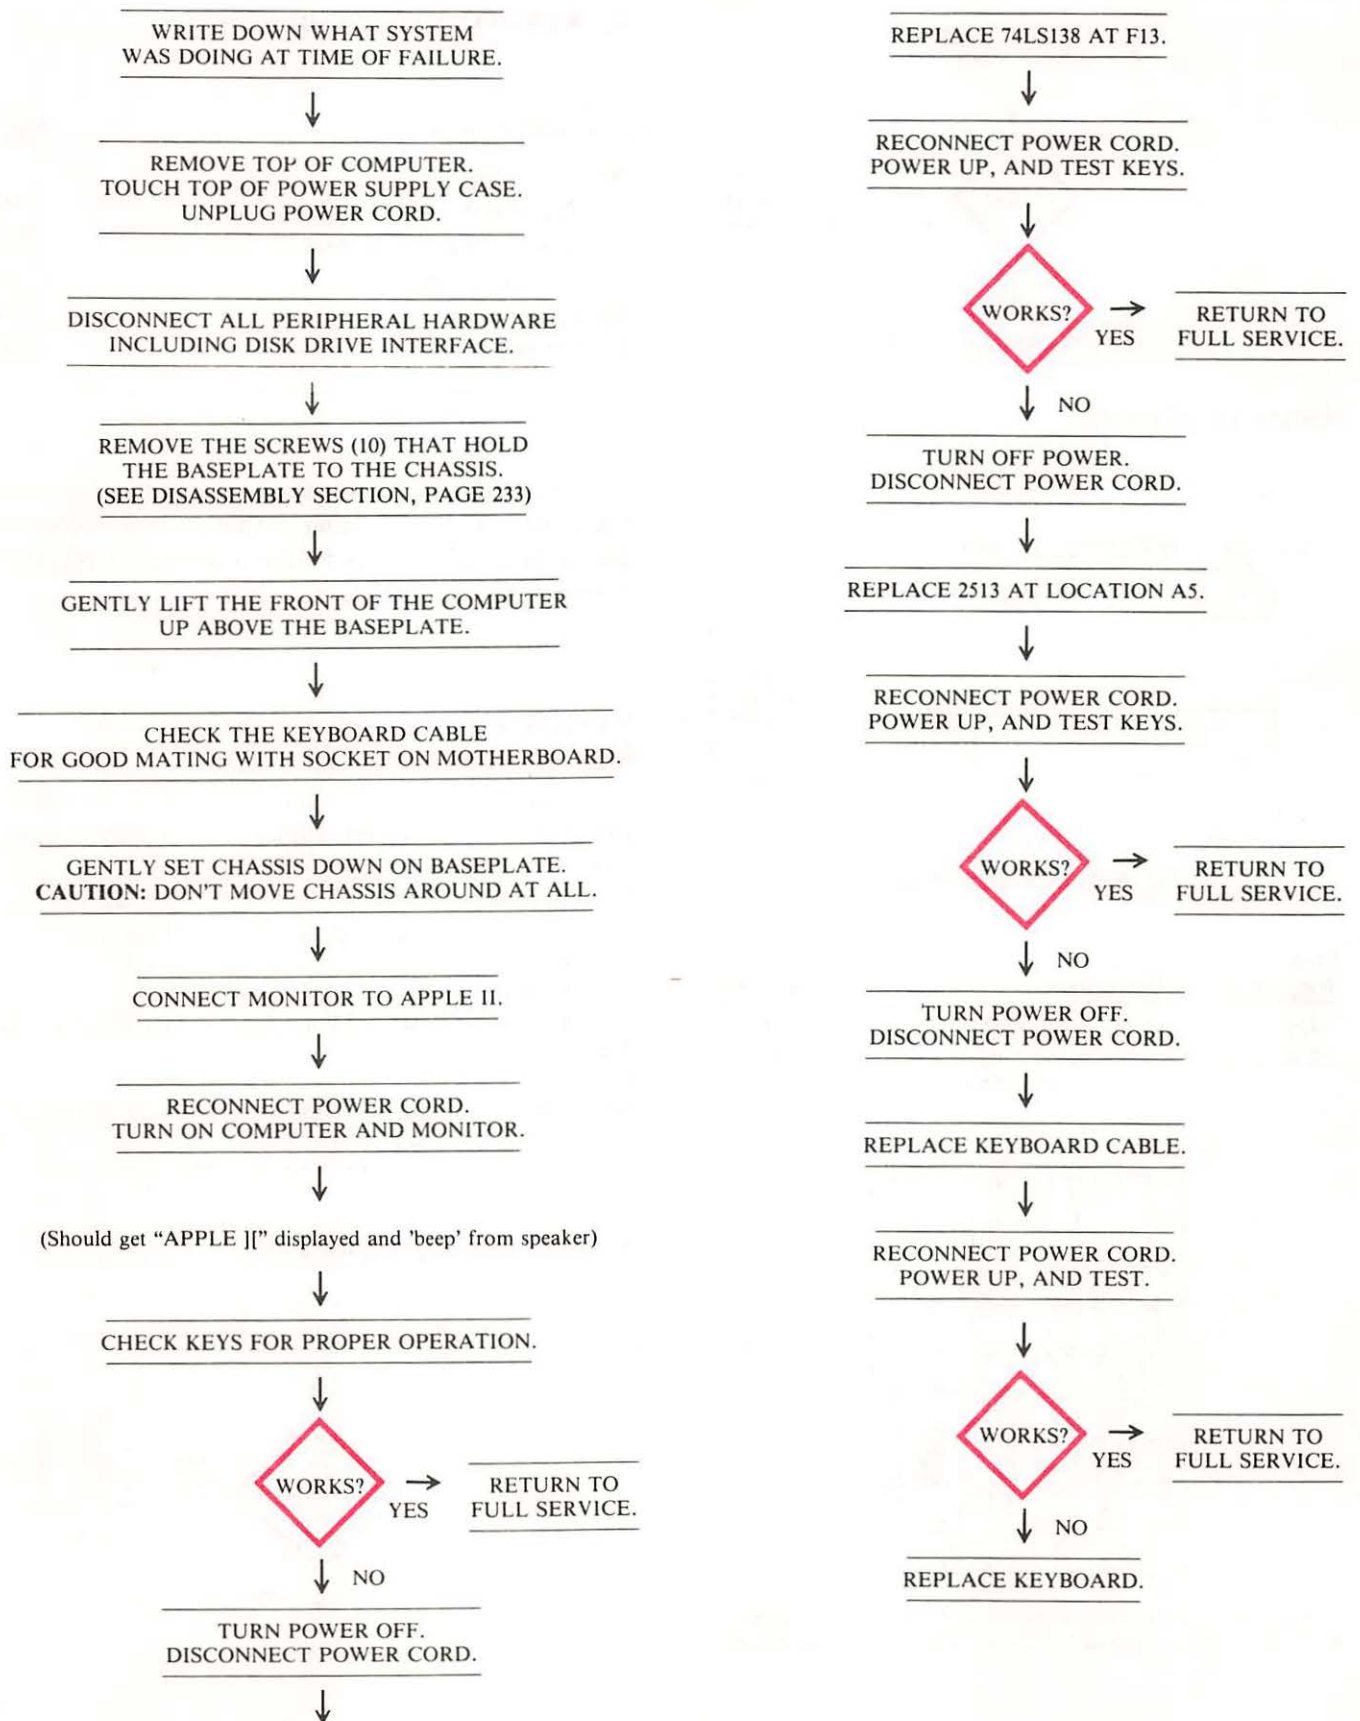 WRITE DOWN WHAT SYSTEM
WAS DOING AT TIME OF FAILURE.
REMOVE TOP OF COMPUTER.
TOUCH TOP OF POWER SUPPLY CASE.
UNPLUG POWER CORD.
DISCONNECT ALL PERIPHERAL HARDWARE
INCLUDING DISK DRIVE INTERFACE.
REMOVE THE SCREWS (10) THAT HOLD
THE BASEPLATE TO THE CHASSIS.
(SEE DISASSEMBLY SECTION, PAGE 233)
GENTLY LIFT THE FRONT OF THE COMPUTER
UP ABOVE THE BASEPLATE.
CHECK THE KEYBOARD CABLE
FOR GOOD MATING WITH SOCKET ON MOTHERBOARD.
GENTLY SET CHASSIS DOWN ON BASEPLATE.
CAUTION: DON'T MOVE CHASSIS AROUND AT ALL.
CONNECT MONITOR TO APPLE II.
RECONNECT POWER CORD.
TURN ON COMPUTER AND MONITOR.
(Should get “APPLE ][” displayed and 'beep' from speaker)
CHECK KEYS FOR PROPER OPERATION.
WORKS?
YES
RETURN TO
FULL SERVICE.
NO
TURN POWER OFF.
DISCONNECT POWER CORD.
REPLACE 74LS138 AT F13.
RECONNECT POWER CORD.
POWER UP, AND TEST KEYS.
WORKS?
YES
RETURN TO
FULL SERVICE.
NO
TURN OFF POWER.
DISCONNECT POWER CORD.
REPLACE 2513 AT LOCATION A5.
RECONNECT POWER CORD.
POWER UP, AND TEST KEYS.
WORKS?
YES
RETURN TO
FULL SERVICE.
NO
TURN POWER OFF.
DISCONNECT POWER CORD.
REPLACE KEYBOARD CABLE.
RECONNECT POWER CORD.
POWER UP, AND TEST.
WORKS?
YES
RETURN TO
FULL SERVICE.
NO
REPLACE KEYBOARD.